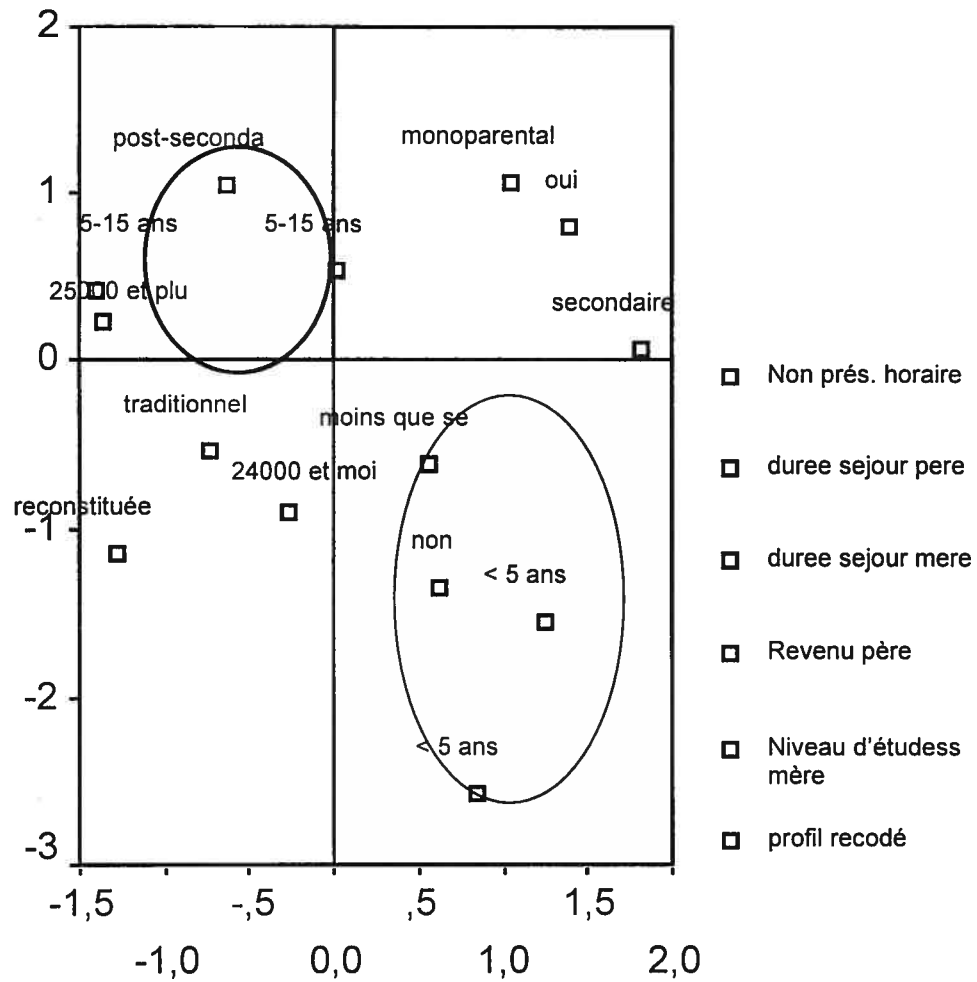 2
post-seconda
monoparental
oui
1
5-15 ans
5-15 ans
25000 et plu
secondaire
0
Non prés. horaire
traditionnel
moins que se
24000 et moi
duree sejour pere
reconstituée
-1
non
< 5 ans
duree sejour mere
Revenu père
-2
< 5 ans
Niveau d'étudess
mère
profil recodé
-3
-1,5
-,5
,5
1,5
-1,0
0,0
1,0
2,0